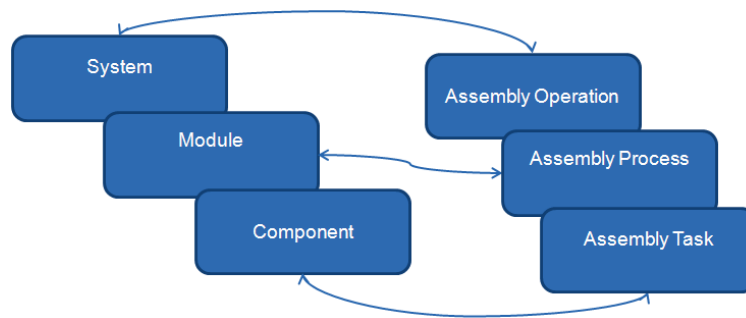 System
Module
Component
Assembly Operation
Assembly Process
Assembly Task